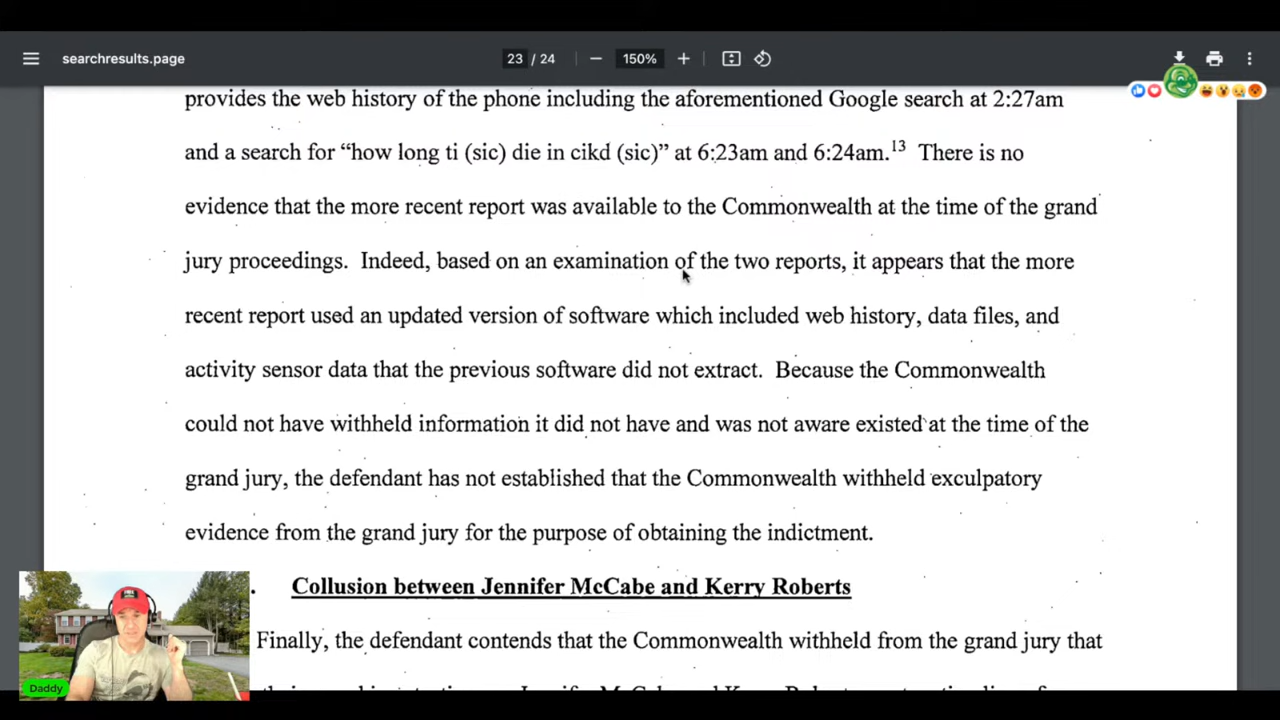 searchresults.page
23 / 24
150%
provides the web history of the phone including the aforementioned Google search at 2:27am
and a search for “how long ti (sic) die in cikd (sic)” at 6:23am and 6:24am.13 There is no
evidence that the more recent report was available to the Commonwealth at the time of the grand
jury proceedings. Indeed, based on an examination of the two reports, it appears that the more
recent report used an updated version of software which included web history, data files, and
activity sensor data that the previous software did not extract. Because the Commonwealth
could not have withheld information it did not have and was not aware existed at the time of the
grand jury, the defendant has not established that the Commonwealth withheld exculpatory
evidence from the grand jury for the purpose of obtaining the indictment.
. Collusion between Jennifer McCabe and Kerry Roberts
Finally, the defendant contends that the Commonwealth withheld from the grand jury that
Daddy